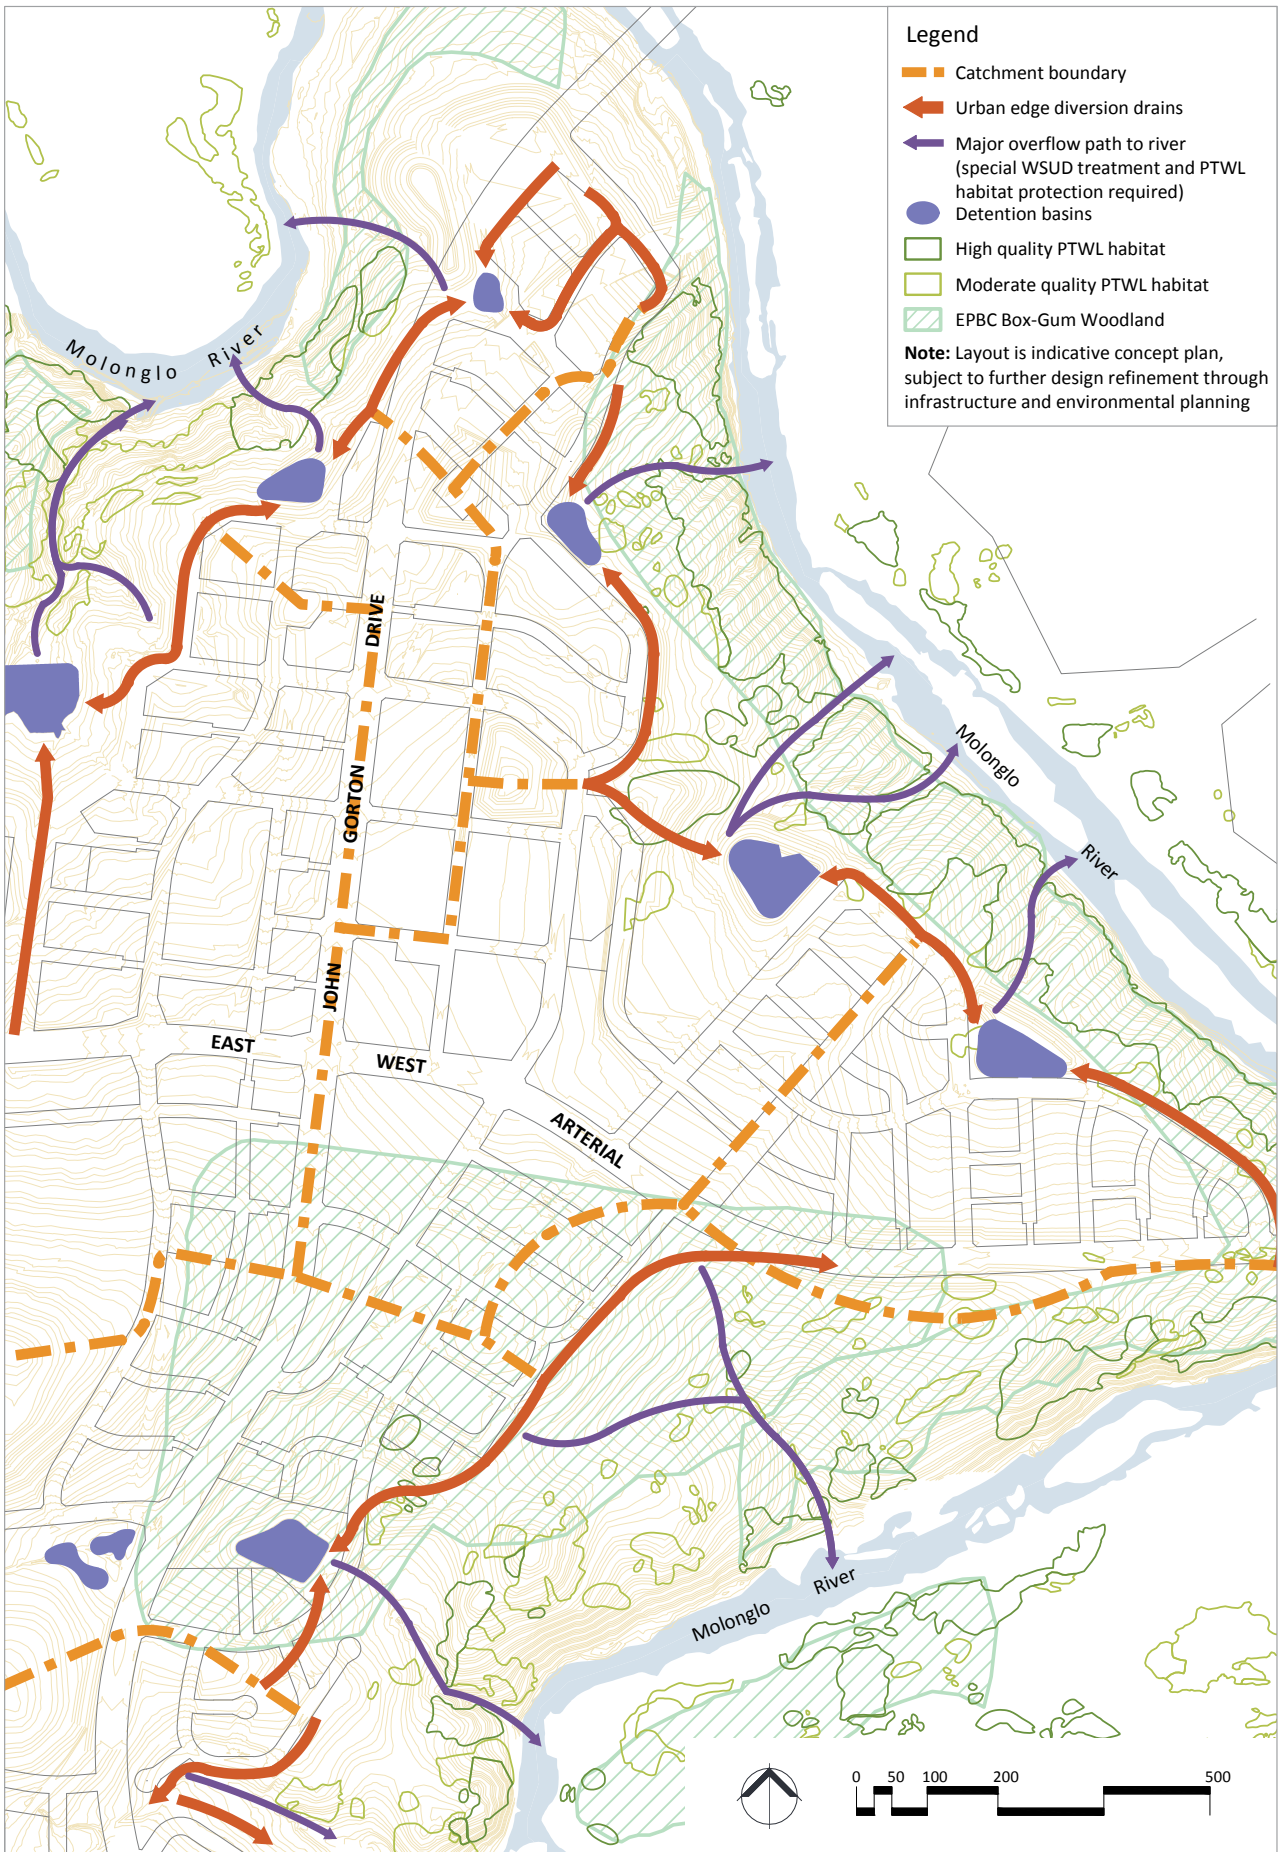 Legend
Catchment boundary
Urban edge diversion drains
Major overflow path to river
(special WSUD treatment and PTWL
habitat protection required)
Detention basins
High quality PTWL habitat
Moderate quality PTWL habitat
EPBC Box-Gum Woodland
Note: Layout is indicative concept plan,
subject to further design refinement through
infrastructure and environmental planning
Molonglo River
JOHN GORTON DRIVE
Molonglo River
EAST WEST ARTERIAL
Molonglo River
0 50 100 200 500